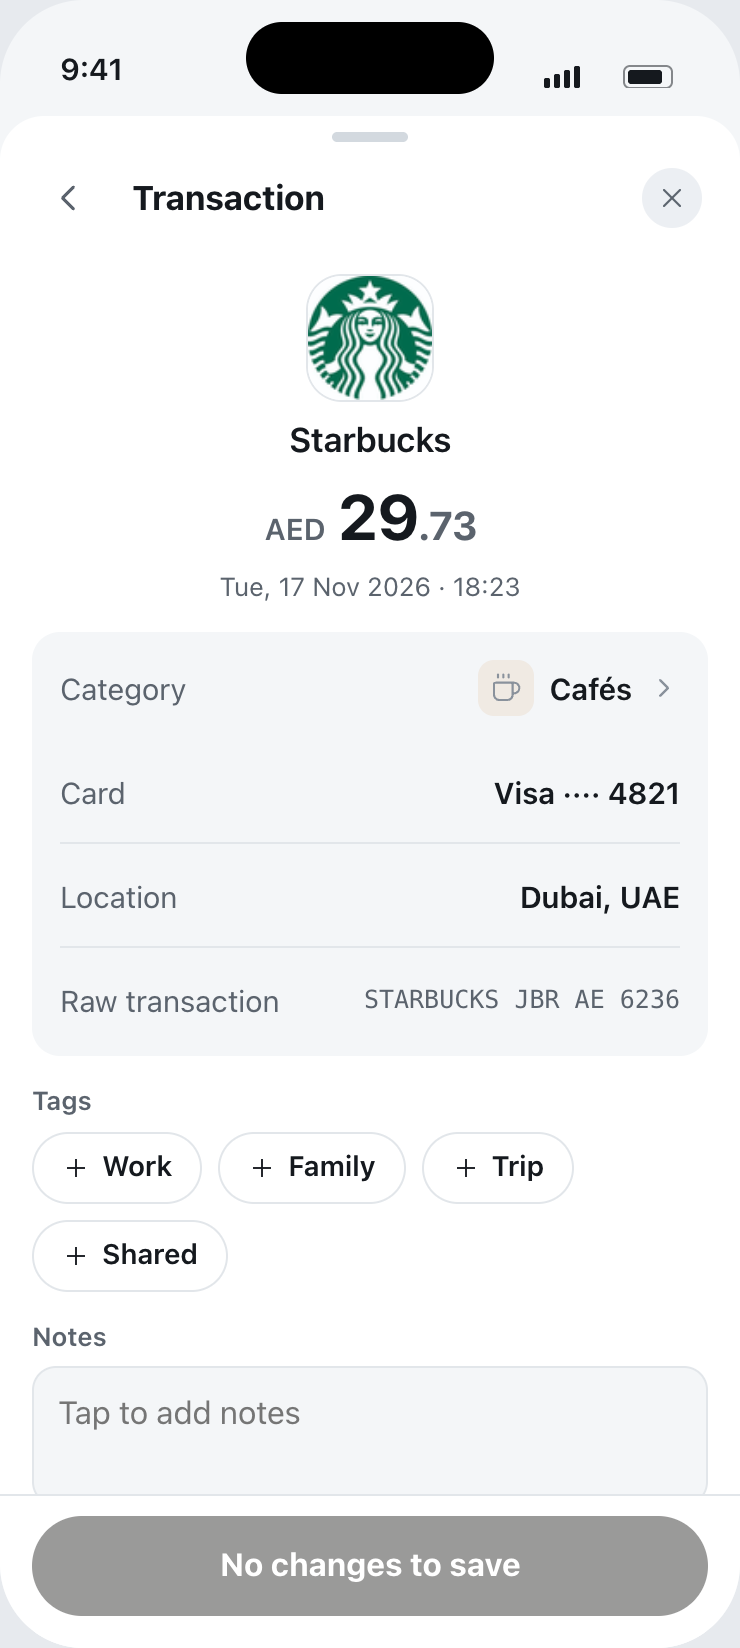 9:41
Transaction
Starbucks
AED 29.73
Tue, 17 Nov 2026 · 18:23
Category Cafés
Card Visa ···· 4821
Location Dubai, UAE
Raw transaction STARBUCKS JBR AE 6236
Tags
+ Work + Family + Trip
+ Shared
Notes
Tap to add notes
No changes to save